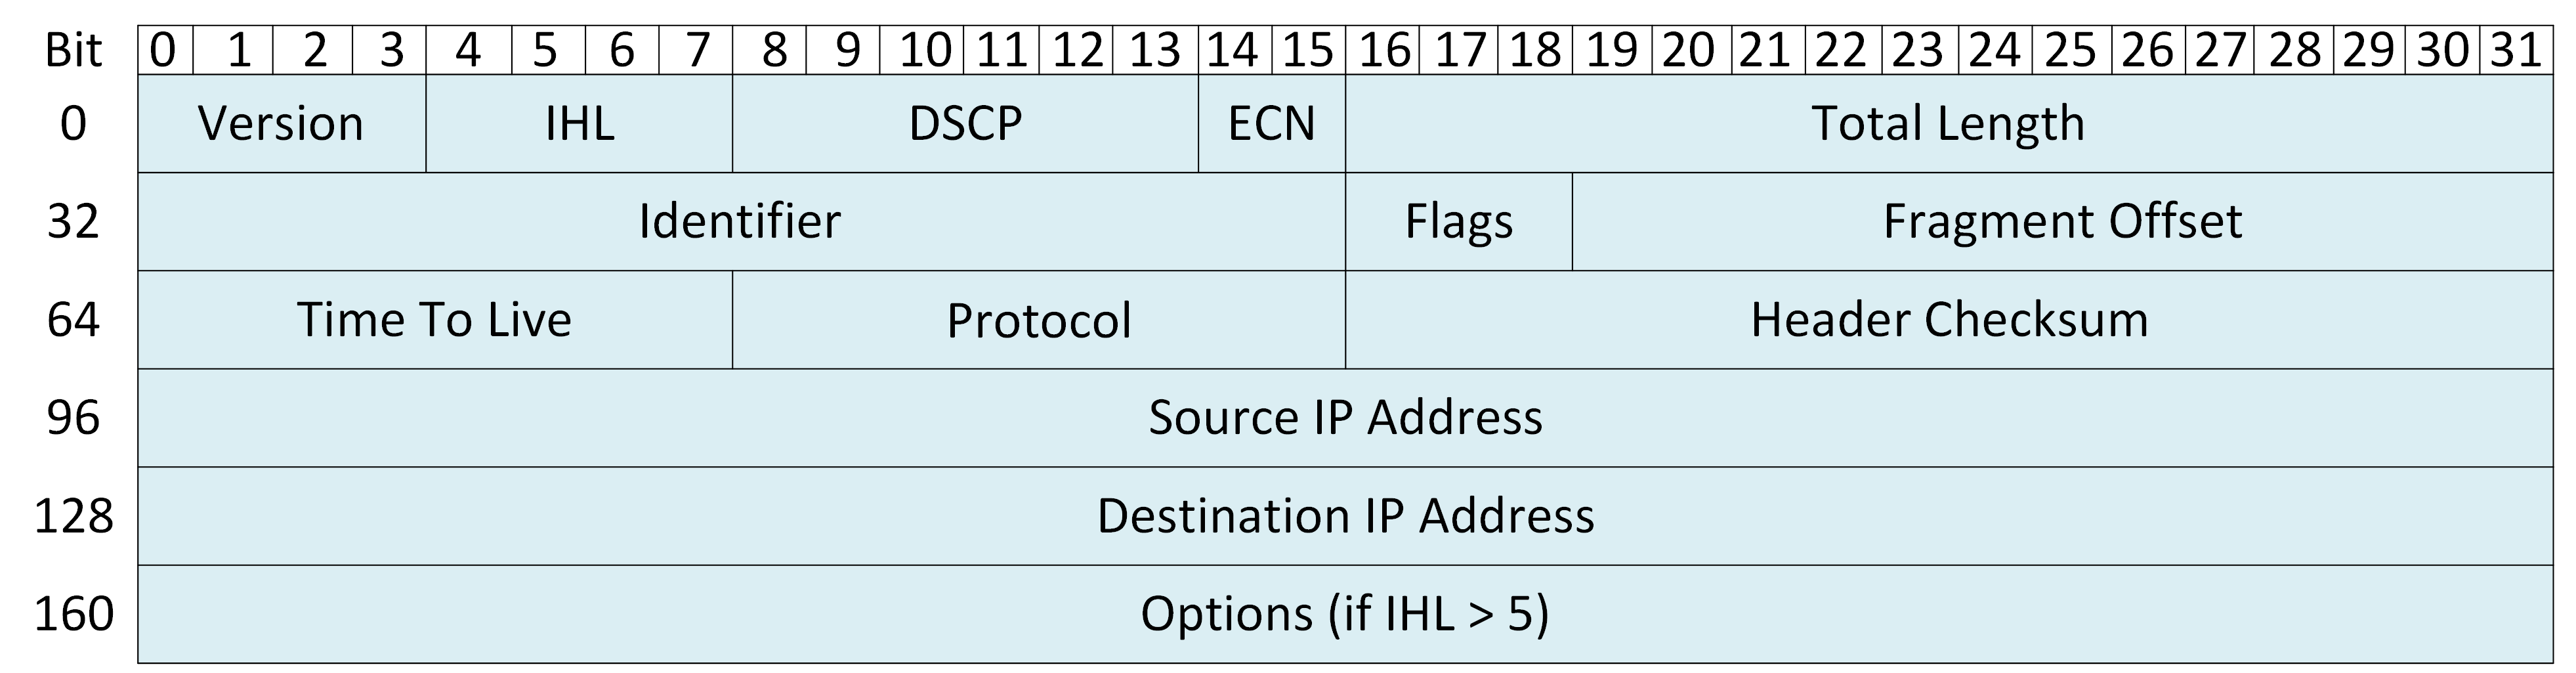 Bit 0 1 2 3 4 5 6 7 8 9 10 11 12 13 14 15 16 17 18 19 20 21 22 23 24 25 26 27 28 29 30 31
0 Version IHL DSCP ECN Total Length
32 Identifier Flags Fragment Offset
64 Time To Live Protocol Header Checksum
96 Source IP Address
128 Destination IP Address
160 Options (if IHL > 5)